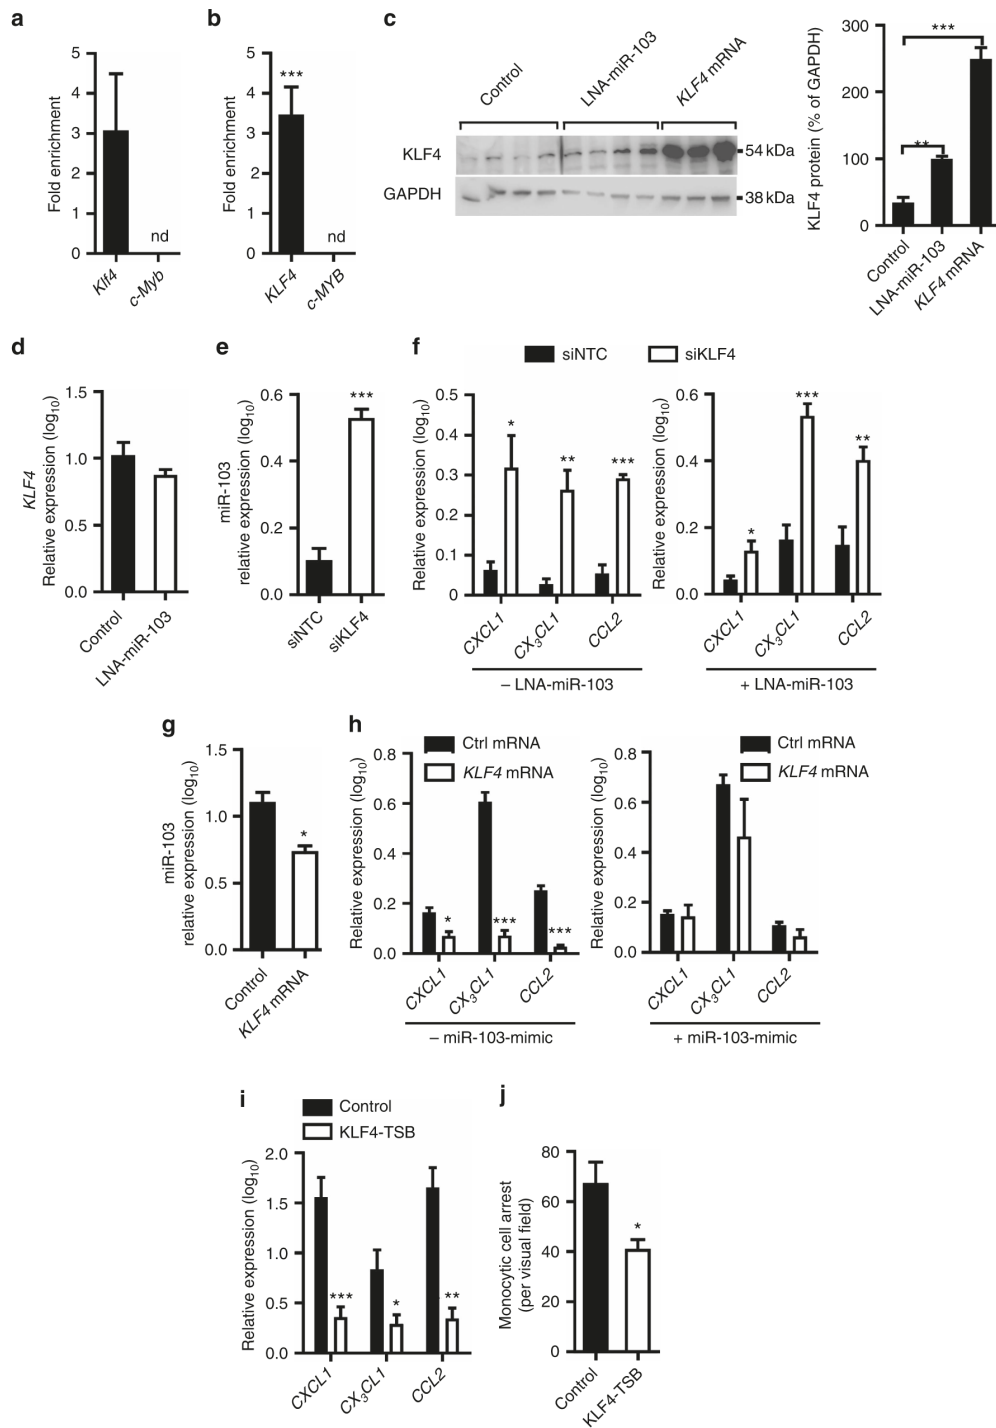 a
Fold enrichment
5
4
3
2
1
0
nd
Klf4
c-Myb
b
Fold enrichment
5
4
3
2
1
0
***
nd
KLF4
c-MYB
c
Control
LNA-miR-103
KLF4 mRNA
KLF4
54 kDa
GAPDH
38 kDa
KLF4 protein (% of GAPDH)
300
200
100
0
***
**
Control
LNA-miR-103
KLF4 mRNA
d
KLF4
Relative expression (log10)
1.5
1.0
0.5
0.0
Control
LNA-miR-103
e
miR-103
relative expression (log10)
0.6
0.4
0.2
0.0
***
siNTC
siKLF4
f
siNTC
siKLF4
Relative expression (log10)
0.5
0.4
0.3
0.2
0.1
0
*
**
***
CXCL1
CX3CL1
CCL2
– LNA-miR-103
Relative expression (log10)
0.6
0.4
0.2
0.0
*
***
**
CXCL1
CX3CL1
CCL2
+ LNA-miR-103
g
miR-103
relative expression (log10)
1.5
1.0
0.5
0.0
*
Control
KLF4 mRNA
h
Ctrl mRNA
KLF4 mRNA
Relative expression (log10)
0.8
0.6
0.4
0.2
0.0
*
***
***
CXCL1
CX3CL1
CCL2
– miR-103-mimic
Ctrl mRNA
KLF4 mRNA
Relative expression (log10)
0.8
0.6
0.4
0.2
0.0
CXCL1
CX3CL1
CCL2
+ miR-103-mimic
i
Control
KLF4-TSB
Relative expression (log10)
2.0
1.5
1.0
0.5
0.0
***
*
**
CXCL1
CX3CL1
CCL2
j
Monocytic cell arrest
(per visual field)
80
60
40
20
0
*
Control
KLF4-TSB